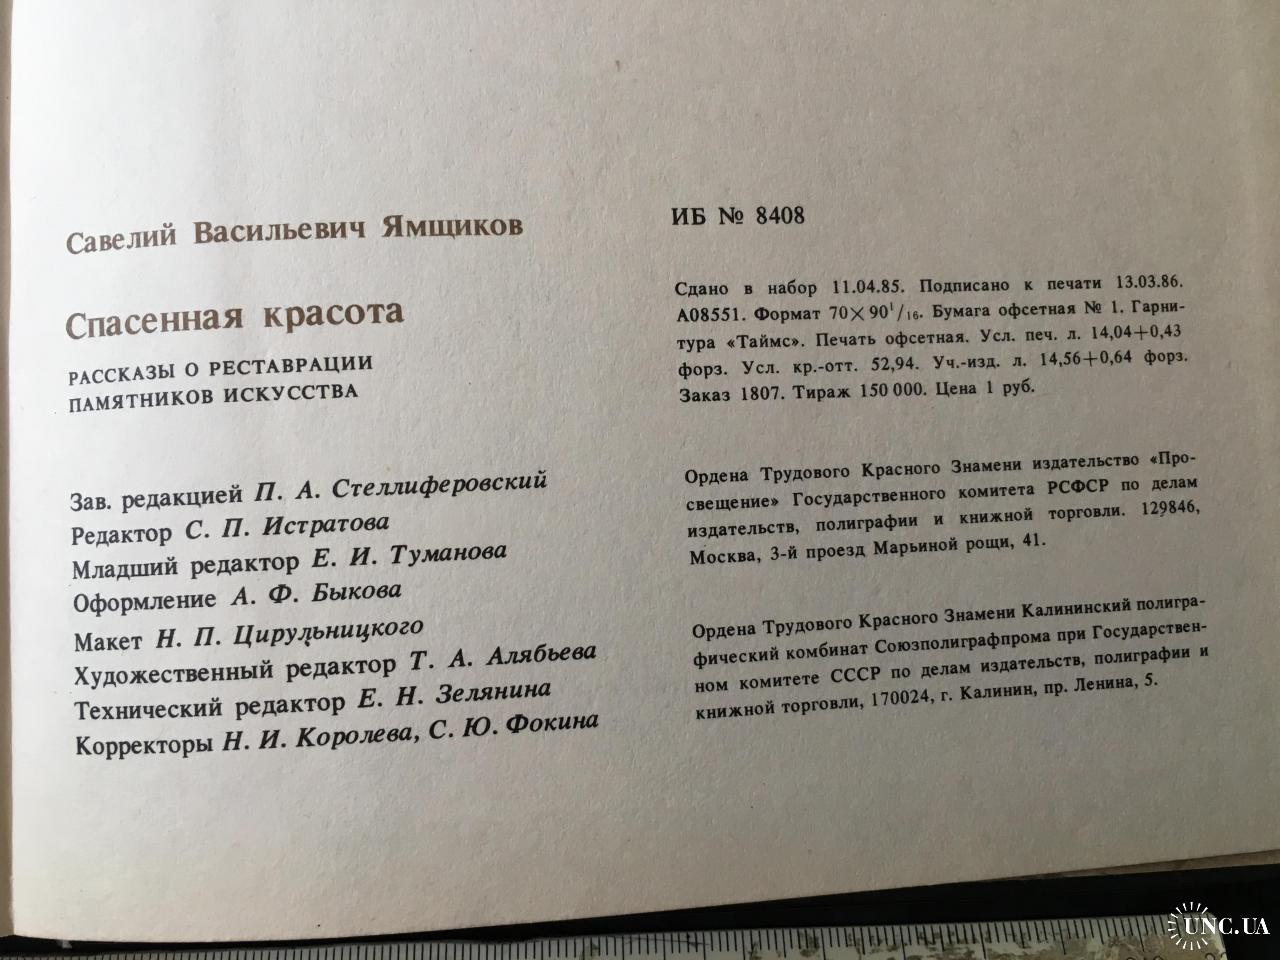 Савелий Васильевич Ямщиков
Спасенная красота
РАССКАЗЫ О РЕСТАВРАЦИИ
ПАМЯТНИКОВ ИСКУССТВА
Зав. редакцией П. А. Стеллиферовский
Редактор С. П. Истратова
Младший редактор Е. И. Туманова
Оформление А. Ф. Быкова
Макет Н. П. Цирульницкого
Художественный редактор Т. А. Алябьева
Технический редактор Е. Н. Зелянина
Корректоры Н. И. Королева, С. Ю. Фокина
ИБ № 8408
Сдано в набор 11.04.85. Подписано к печати 13.03.86.
А08551. Формат 70×90¹/₁₆. Бумага офсетная № 1. Гарни-
тура «Таймс». Печать офсетная. Усл. печ. л. 14,04+0,43
форз. Усл. кр.-отт. 52,94. Уч.-изд. л. 14,56+0,64 форз.
Заказ 1807. Тираж 150 000. Цена 1 руб.
Ордена Трудового Красного Знамени издательство «Про-
свещение» Государственного комитета РСФСР по делам
издательств, полиграфии и книжной торговли. 129846,
Москва, 3-й проезд Марьиной рощи, 41.
Ордена Трудового Красного Знамени Калининский полигра-
фический комбинат Союзполиграфпрома при Государствен-
ном комитете СССР по делам издательств, полиграфии и
книжной торговли, 170024, г. Калинин, пр. Ленина, 5.
UNC.UA